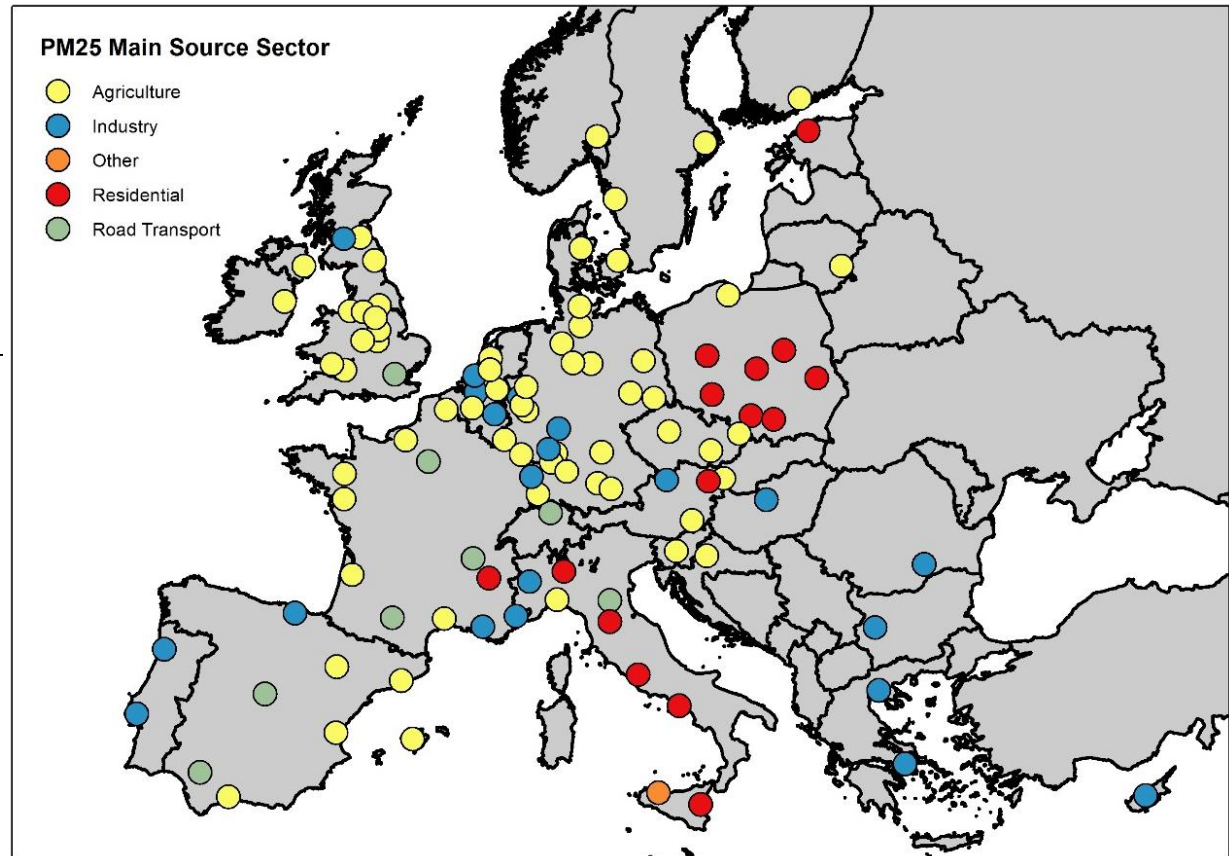 PM25 Main Source Sector
Agriculture
Industry
Other
Residential
Road Transport